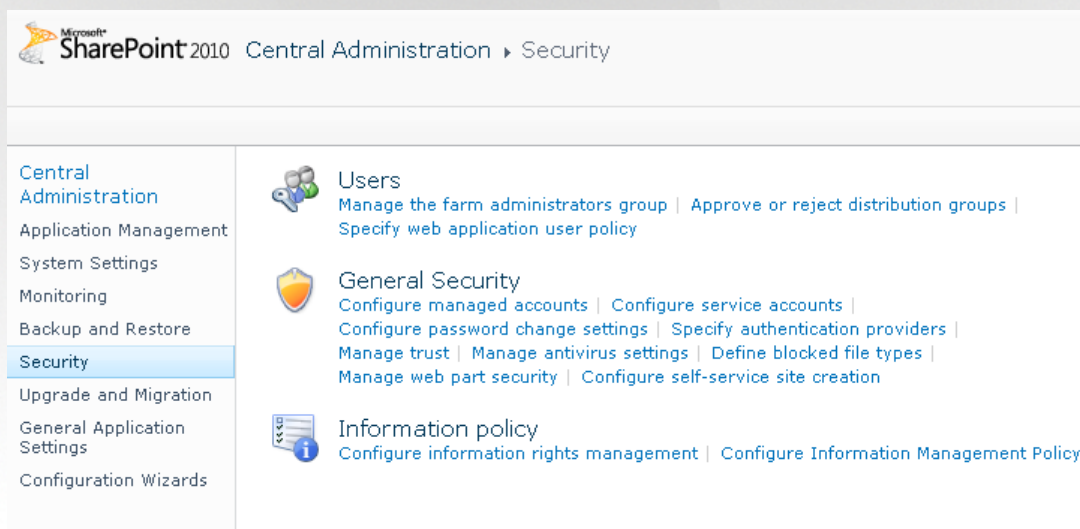 Microsoft®
SharePoint 2010 Central Administration ▸ Security
Central
Administration
Application Management
System Settings
Monitoring
Backup and Restore
Security
Upgrade and Migration
General Application
Settings
Configuration Wizards
Users
Manage the farm administrators group | Approve or reject distribution groups |
Specify web application user policy
General Security
Configure managed accounts | Configure service accounts |
Configure password change settings | Specify authentication providers |
Manage trust | Manage antivirus settings | Define blocked file types |
Manage web part security | Configure self-service site creation
Information policy
Configure information rights management | Configure Information Management Policy